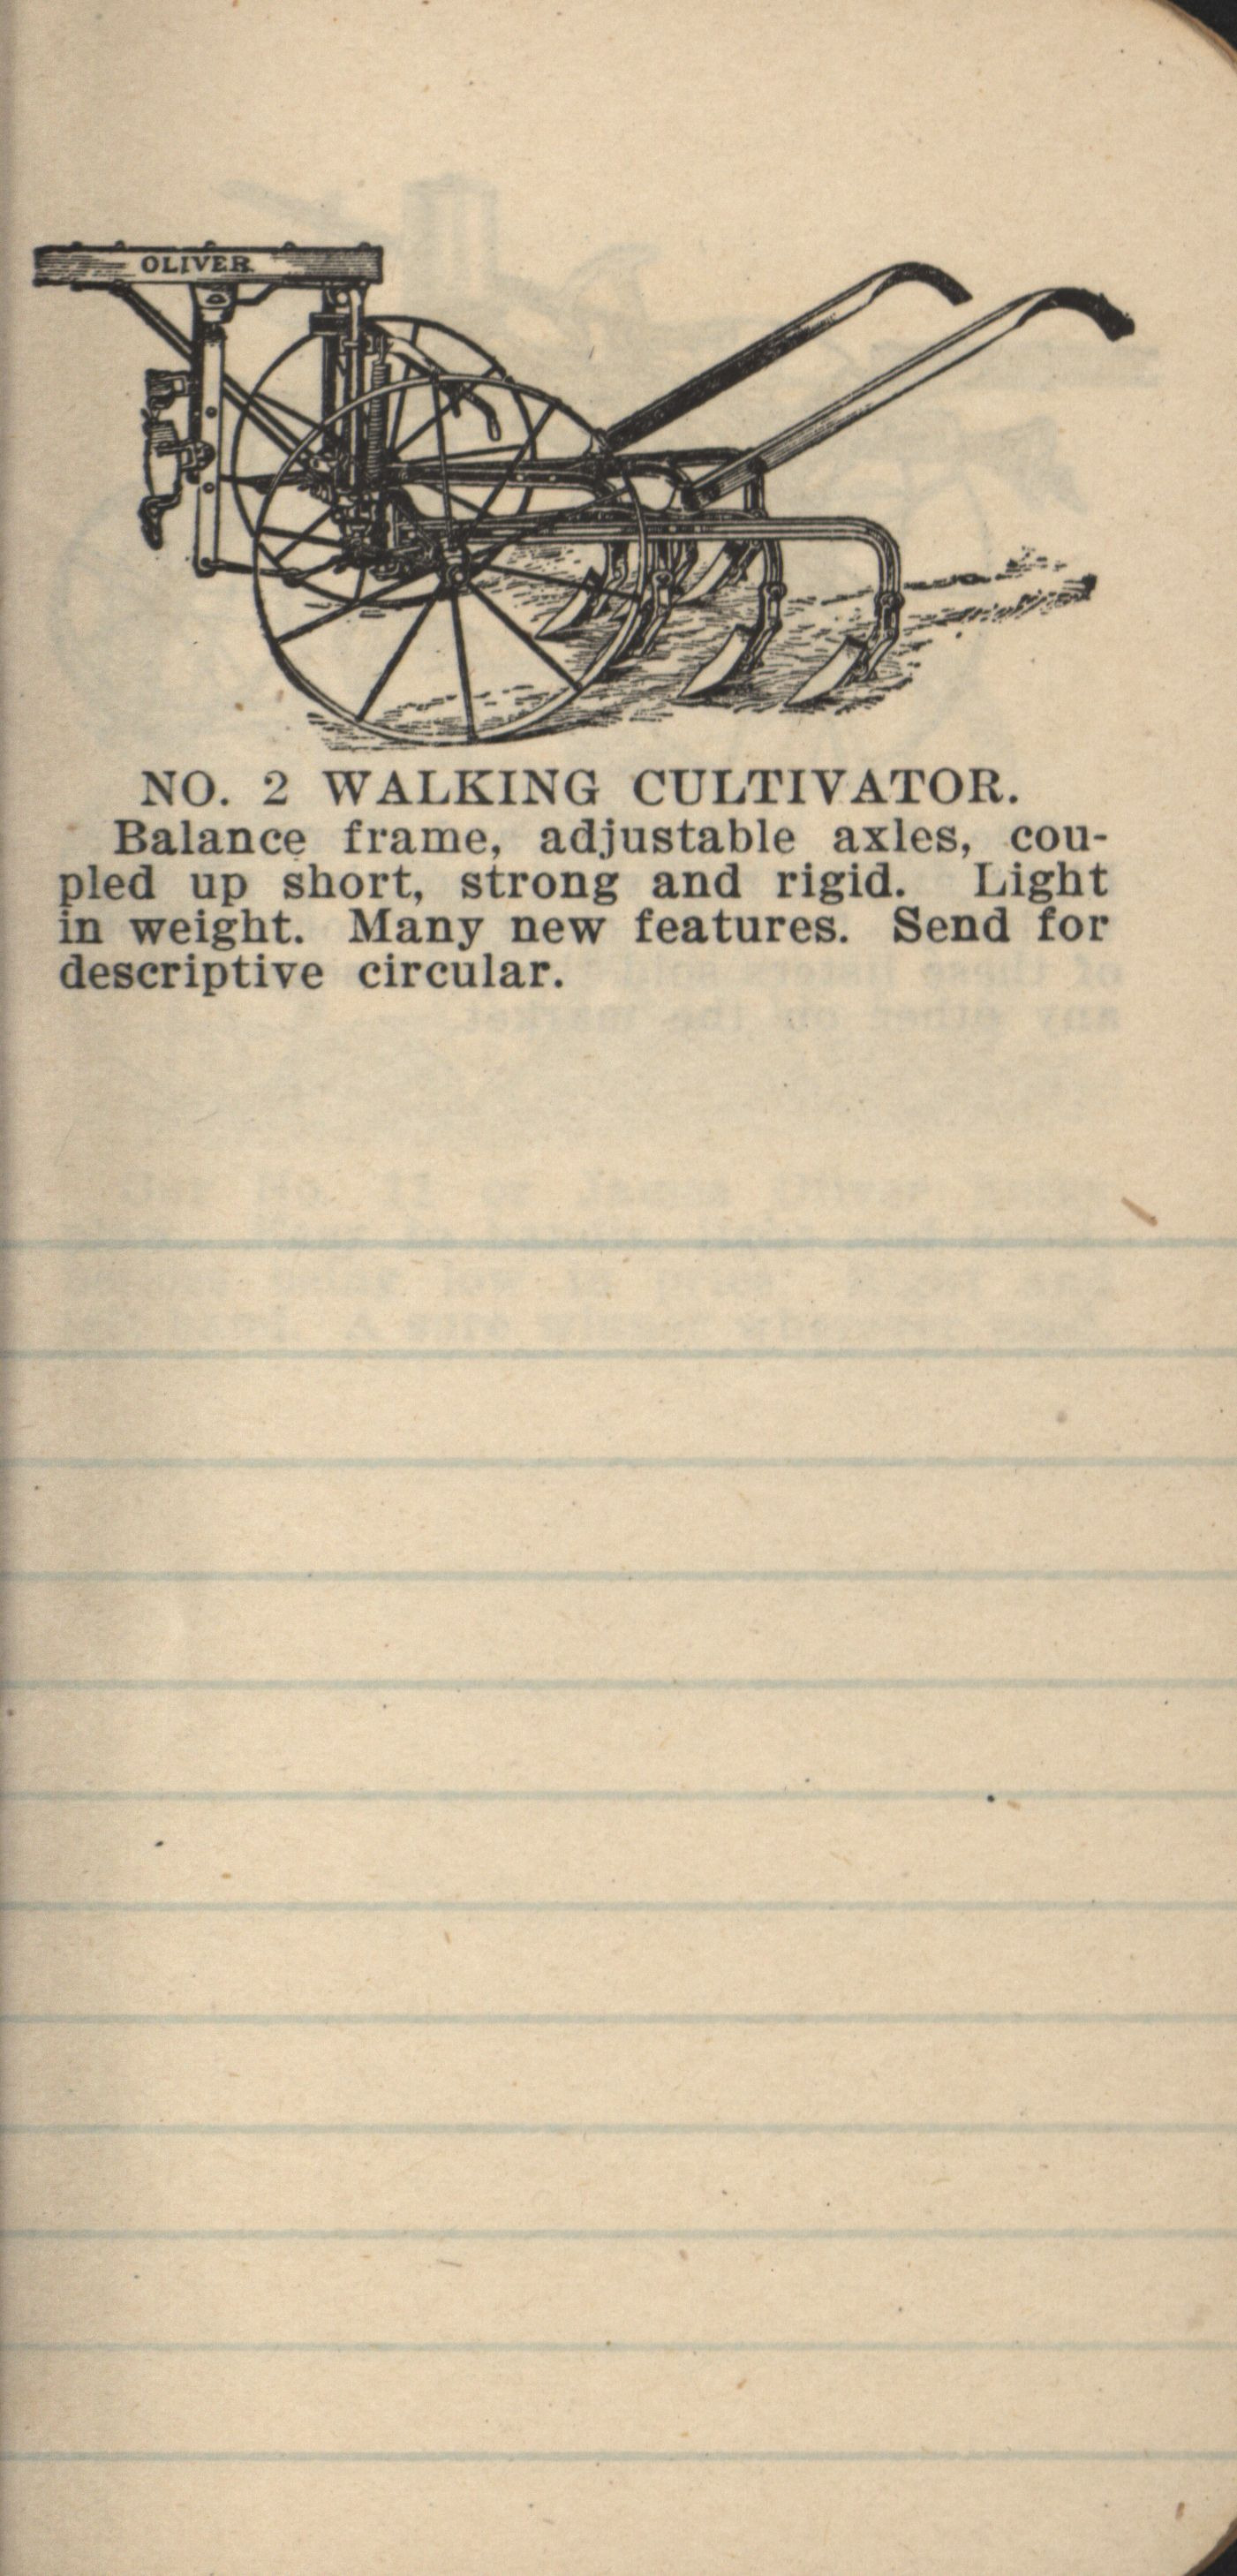 OLIVER
NO. 2 WALKING CULTIVATOR.
Balance frame, adjustable axles, cou-
pled up short, strong and rigid. Light
in weight. Many new features. Send for
descriptive circular.